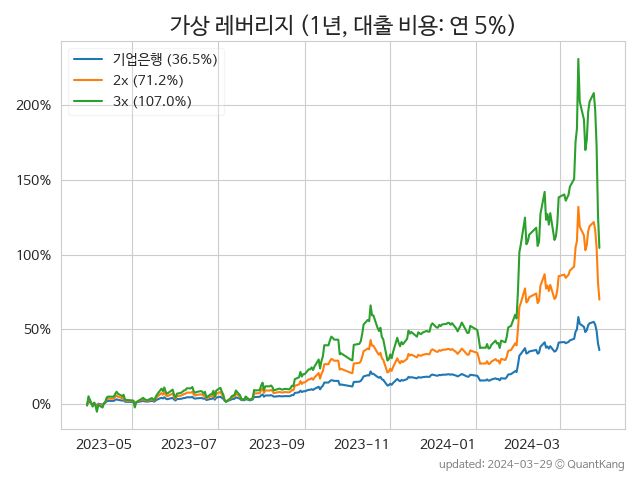 가상 레버리지 (1년, 대출 비용: 연 5%)
기업은행 (36.5%)
2x (71.2%)
3x (107.0%)
200%
150%
100%
50%
0%
2023-05 2023-07 2023-09 2023-11 2024-01 2024-03
updated: 2024-03-29 © QuantKang